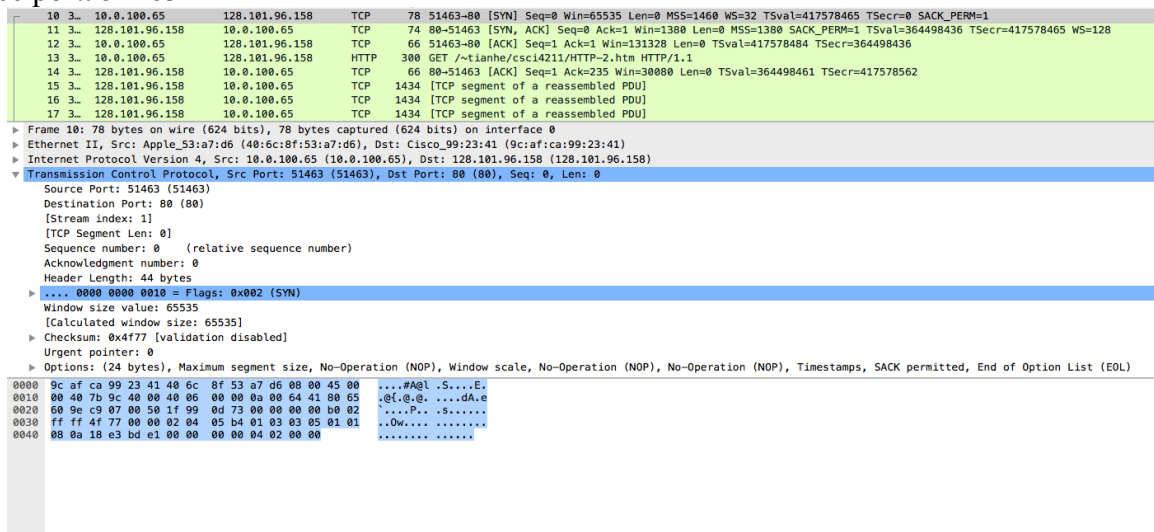 10 3… 10.0.100.65 128.101.96.158 TCP 78 51463→80 [SYN] Seq=0 Win=65535 Len=0 MSS=1460 WS=32 TSval=417578465 TSecr=0 SACK_PERM=1
11 3… 128.101.96.158 10.0.100.65 TCP 74 80→51463 [SYN, ACK] Seq=0 Ack=1 Win=1380 Len=0 MSS=1380 SACK_PERM=1 TSval=364498436 TSecr=417578465 WS=128
12 3… 10.0.100.65 128.101.96.158 TCP 66 51463→80 [ACK] Seq=1 Ack=1 Win=131328 Len=0 TSval=417578484 TSecr=364498436
13 3… 10.0.100.65 128.101.96.158 HTTP 300 GET /~tianhe/csci4211/HTTP-2.htm HTTP/1.1
14 3… 128.101.96.158 10.0.100.65 TCP 66 80→51463 [ACK] Seq=1 Ack=235 Win=30080 Len=0 TSval=364498461 TSecr=417578562
15 3… 128.101.96.158 10.0.100.65 TCP 1434 [TCP segment of a reassembled PDU]
16 3… 128.101.96.158 10.0.100.65 TCP 1434 [TCP segment of a reassembled PDU]
17 3… 128.101.96.158 10.0.100.65 TCP 1434 [TCP segment of a reassembled PDU]
Frame 10: 78 bytes on wire (624 bits), 78 bytes captured (624 bits) on interface 0
Ethernet II, Src: Apple_53:a7:d6 (40:6c:8f:53:a7:d6), Dst: Cisco_99:23:41 (9c:af:ca:99:23:41)
Internet Protocol Version 4, Src: 10.0.100.65 (10.0.100.65), Dst: 128.101.96.158 (128.101.96.158)
Transmission Control Protocol, Src Port: 51463 (51463), Dst Port: 80 (80), Seq: 0, Len: 0
Source Port: 51463 (51463)
Destination Port: 80 (80)
[Stream index: 1]
[TCP Segment Len: 0]
Sequence number: 0 (relative sequence number)
Acknowledgment number: 0
Header Length: 44 bytes
.... 0000 0000 0010 = Flags: 0x002 (SYN)
Window size value: 65535
[Calculated window size: 65535]
Checksum: 0x4f77 [validation disabled]
Urgent pointer: 0
Options: (24 bytes), Maximum segment size, No-Operation (NOP), Window scale, No-Operation (NOP), No-Operation (NOP), Timestamps, SACK permitted, End of Option List (EOL)
0000 9c af ca 99 23 41 40 6c 8f 53 a7 d6 08 00 45 00 ....#A@l .S....E.
0010 00 40 7b 9c 40 00 40 06 00 00 0a 00 64 41 80 65 .@{.@.@. ....dA.e
0020 60 9e c9 07 00 50 1f 99 0d 73 00 00 00 00 b0 02 `....P.. .s......
0030 ff ff 4f 77 00 00 02 04 05 b4 01 03 03 05 01 01 ..Ow.... ........
0040 08 0a 18 e3 bd e1 00 00 00 00 04 02 00 00 ........ ......